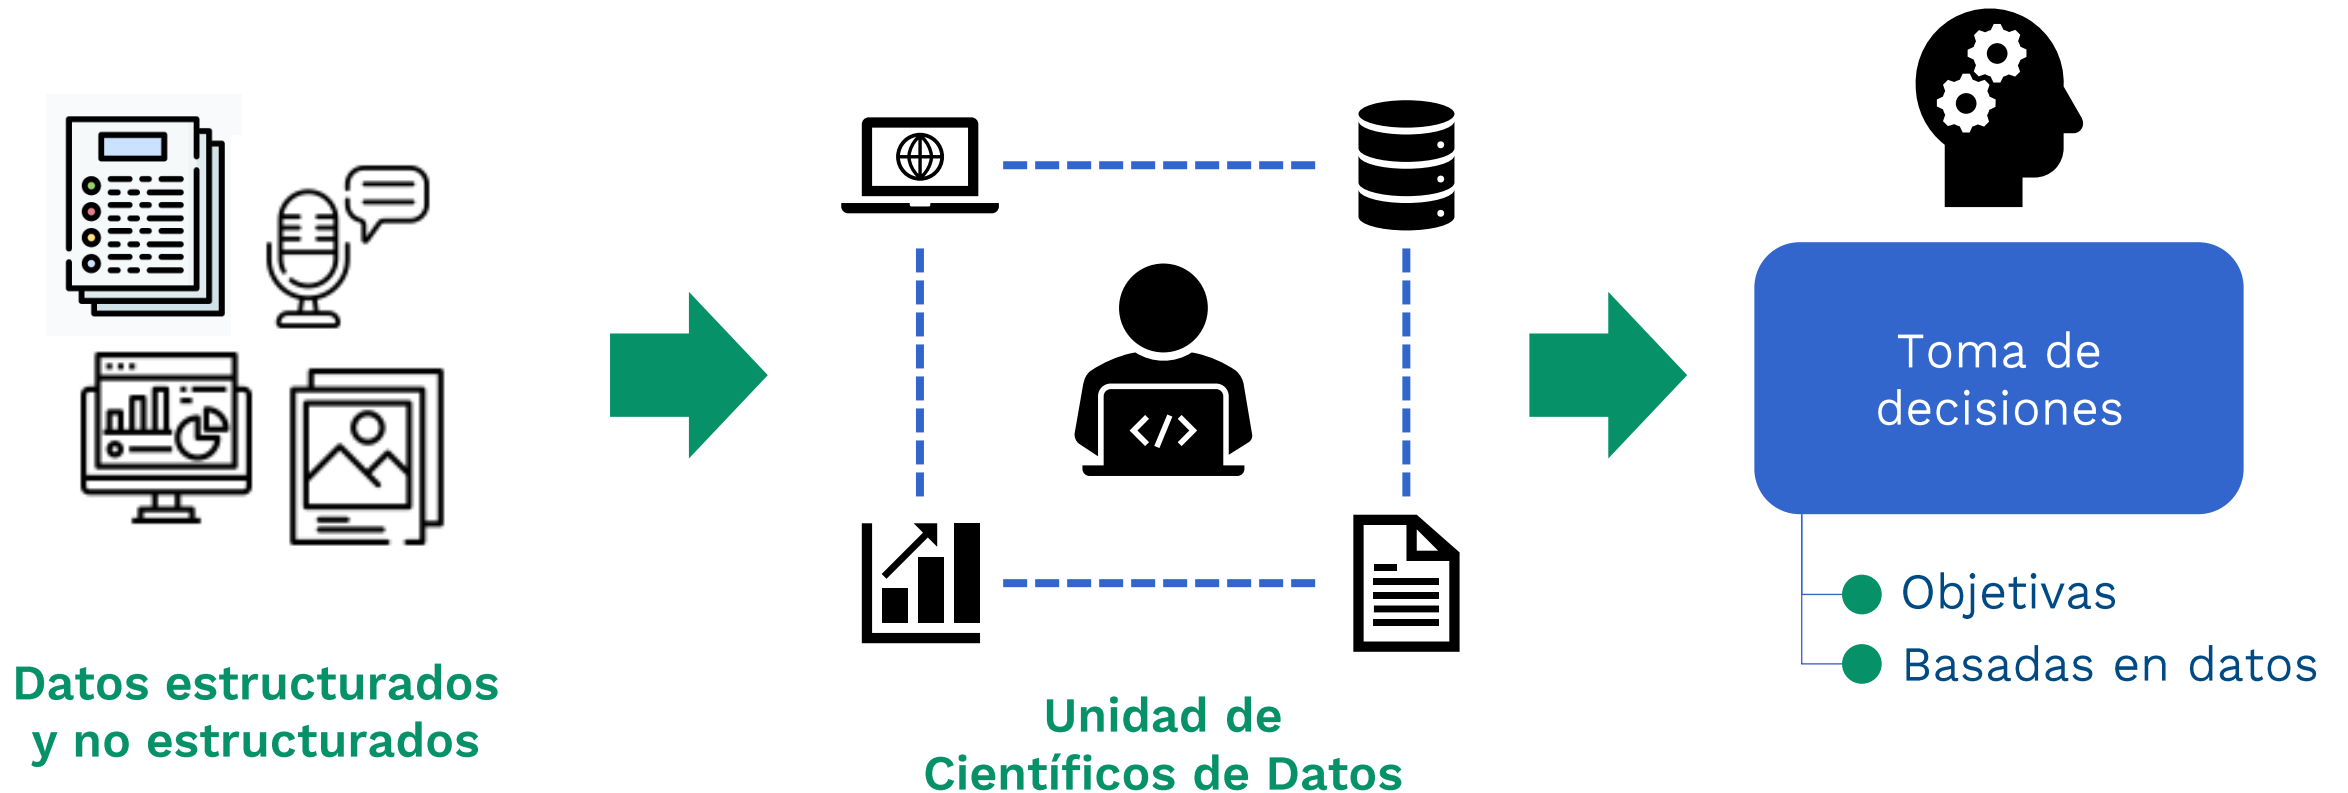 Datos estructurados
y no estructurados
</>
Unidad de
Científicos de Datos
Toma de
decisiones
Objetivas
Basadas en datos